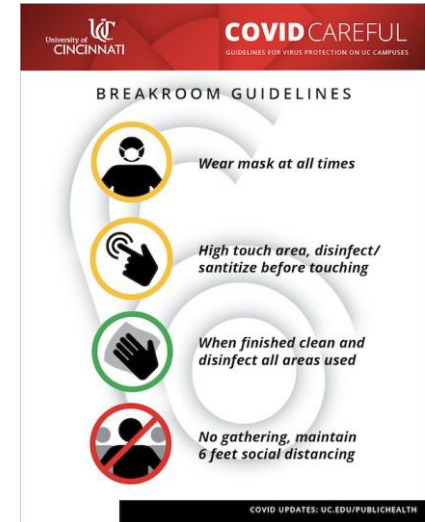 University of
CINCINNATI
UC
COVID CAREFUL
GUIDELINES FOR VIRUS PROTECTION ON UC CAMPUSES
BREAKROOM GUIDELINES
Wear mask at all times
High touch area, disinfect/
santitize before touching
When finished clean and
disinfect all areas used
No gathering, maintain
6 feet social distancing
COVID UPDATES: UC.EDU/PUBLICHEALTH